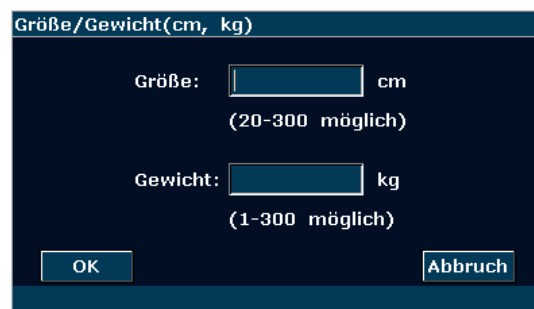 Größe/Gewicht(cm, kg)
Größe: cm
(20-300 möglich)
Gewicht: kg
(1-300 möglich)
OK Abbruch